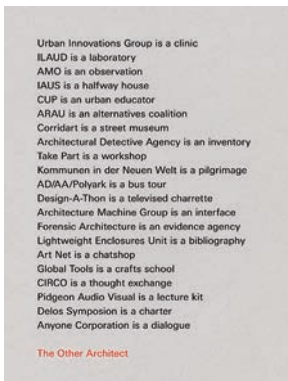 Urban Innovations Group is a clinic
ILAUD is a laboratory
AMO is an observation
IAUS is a halfway house
CUP is an urban educator
ARAU is an alternatives coalition
Corridart is a street museum
Architectural Detective Agency is an inventory
Take Part is a workshop
Kommunen in der Neuen Welt is a pilgrimage
AD/AA/Polyark is a bus tour
Design-A-Thon is a televised charrette
Architecture Machine Group is an interface
Forensic Architecture is an evidence agency
Lightweight Enclosures Unit is a bibliography
Art Net is a chatshop
Global Tools is a crafts school
CIRCO is a thought exchange
Pidgeon Audio Visual is a lecture kit
Delos Symposion is a charter
Anyone Corporation is a dialogue
The Other Architect